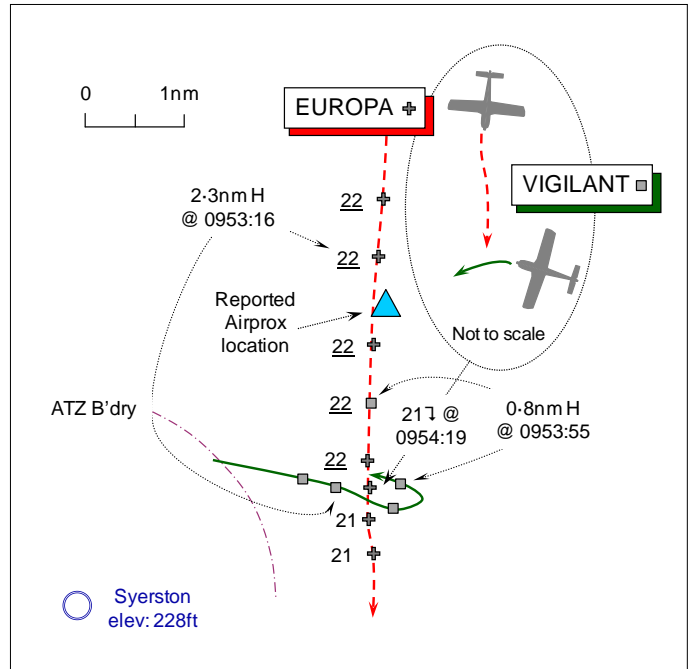 0
1nm
EUROPA
VIGILANT
2·3nm H
@ 0953:16
22
22
Reported
Airprox
location
22
Not to scale
ATZ B'dry
22
21↴ @
0954:19
0·8nm H
@ 0953:55
22
21
21
Syerston
elev: 228ft